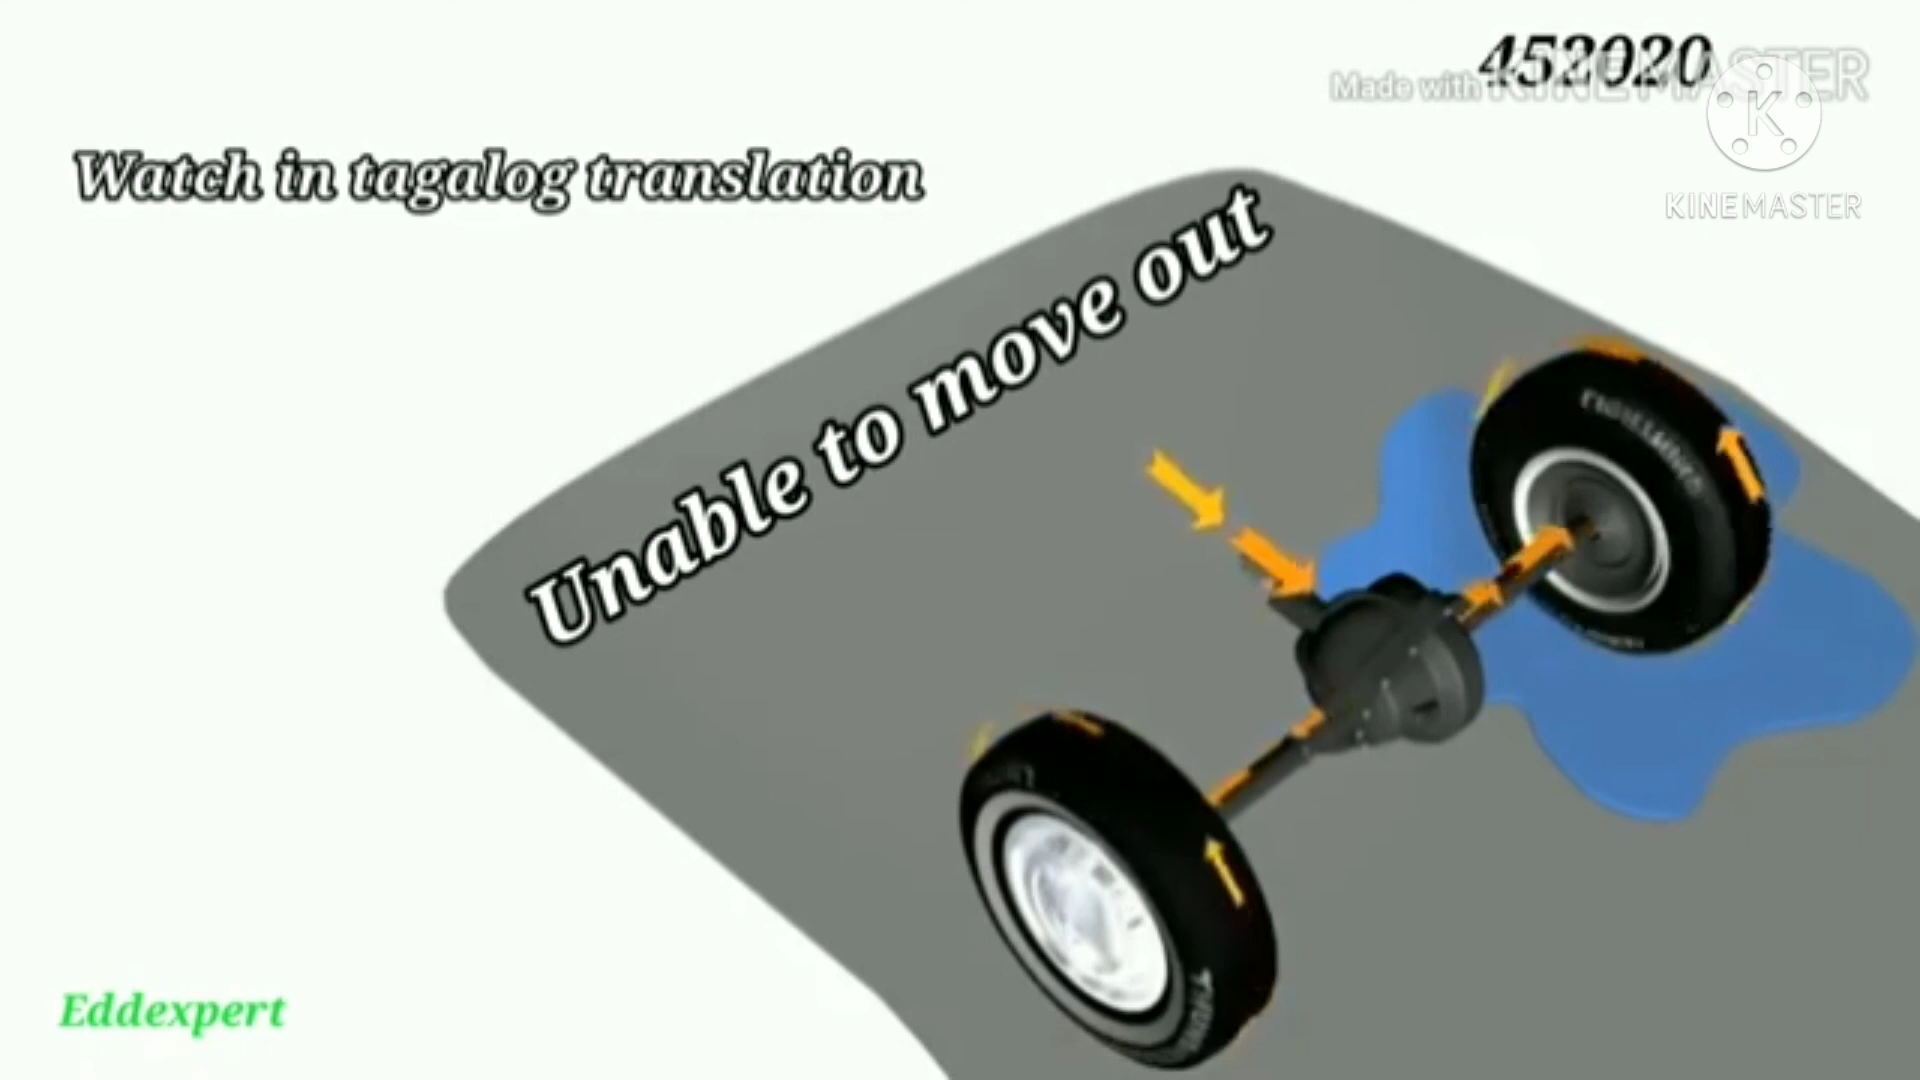 452020
Made with KINEMASTER
KINEMASTER
Watch in tagalog translation
Unable to move out
Eddexpert